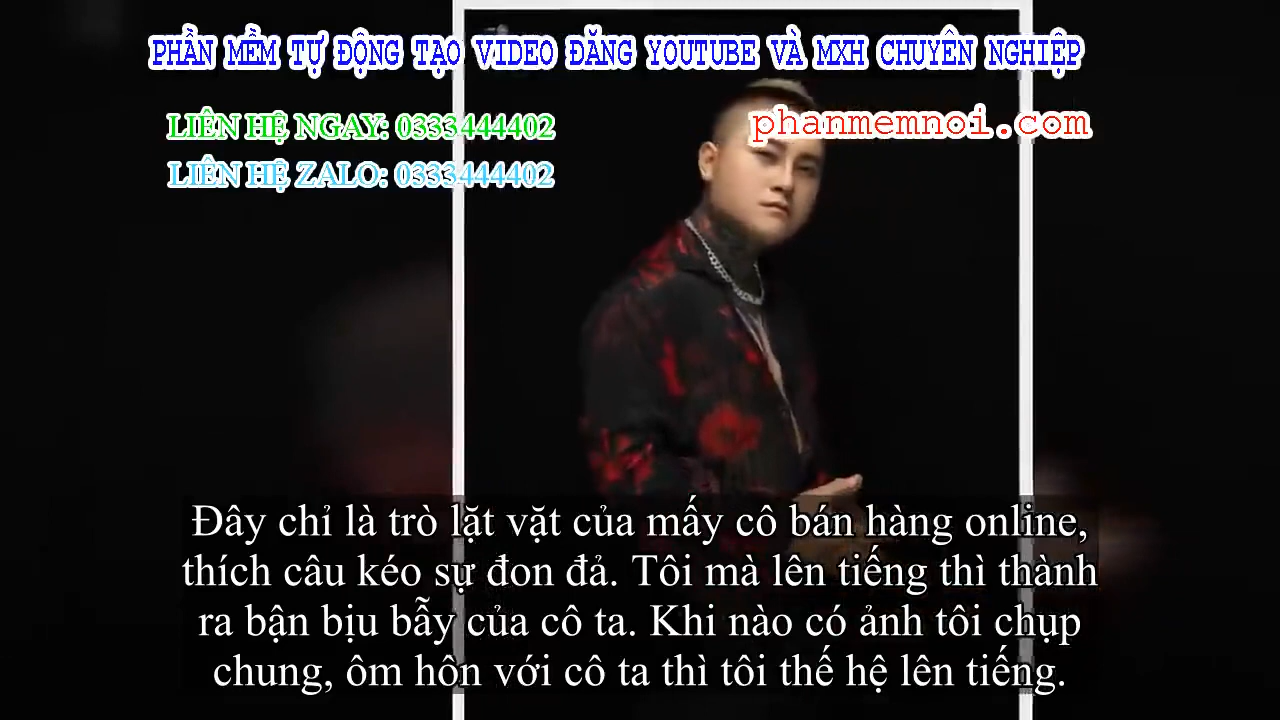 PHẦN MỀM TỰ ĐỘNG TẠO VIDEO ĐĂNG YOUTUBE VÀ MXH CHUYÊN NGHIỆP
LIÊN HỆ NGAY: 0333444402
phanmemnoi.com
LIÊN HỆ ZALO: 0333444402
Đây chỉ là trò lặt vặt của mấy cô bán hàng online,
thích câu kéo sự đon đả. Tôi mà lên tiếng thì thành
ra bận bịu bẫy của cô ta. Khi nào có ảnh tôi chụp
chung, ôm hôn với cô ta thì tôi thế hệ lên tiếng.